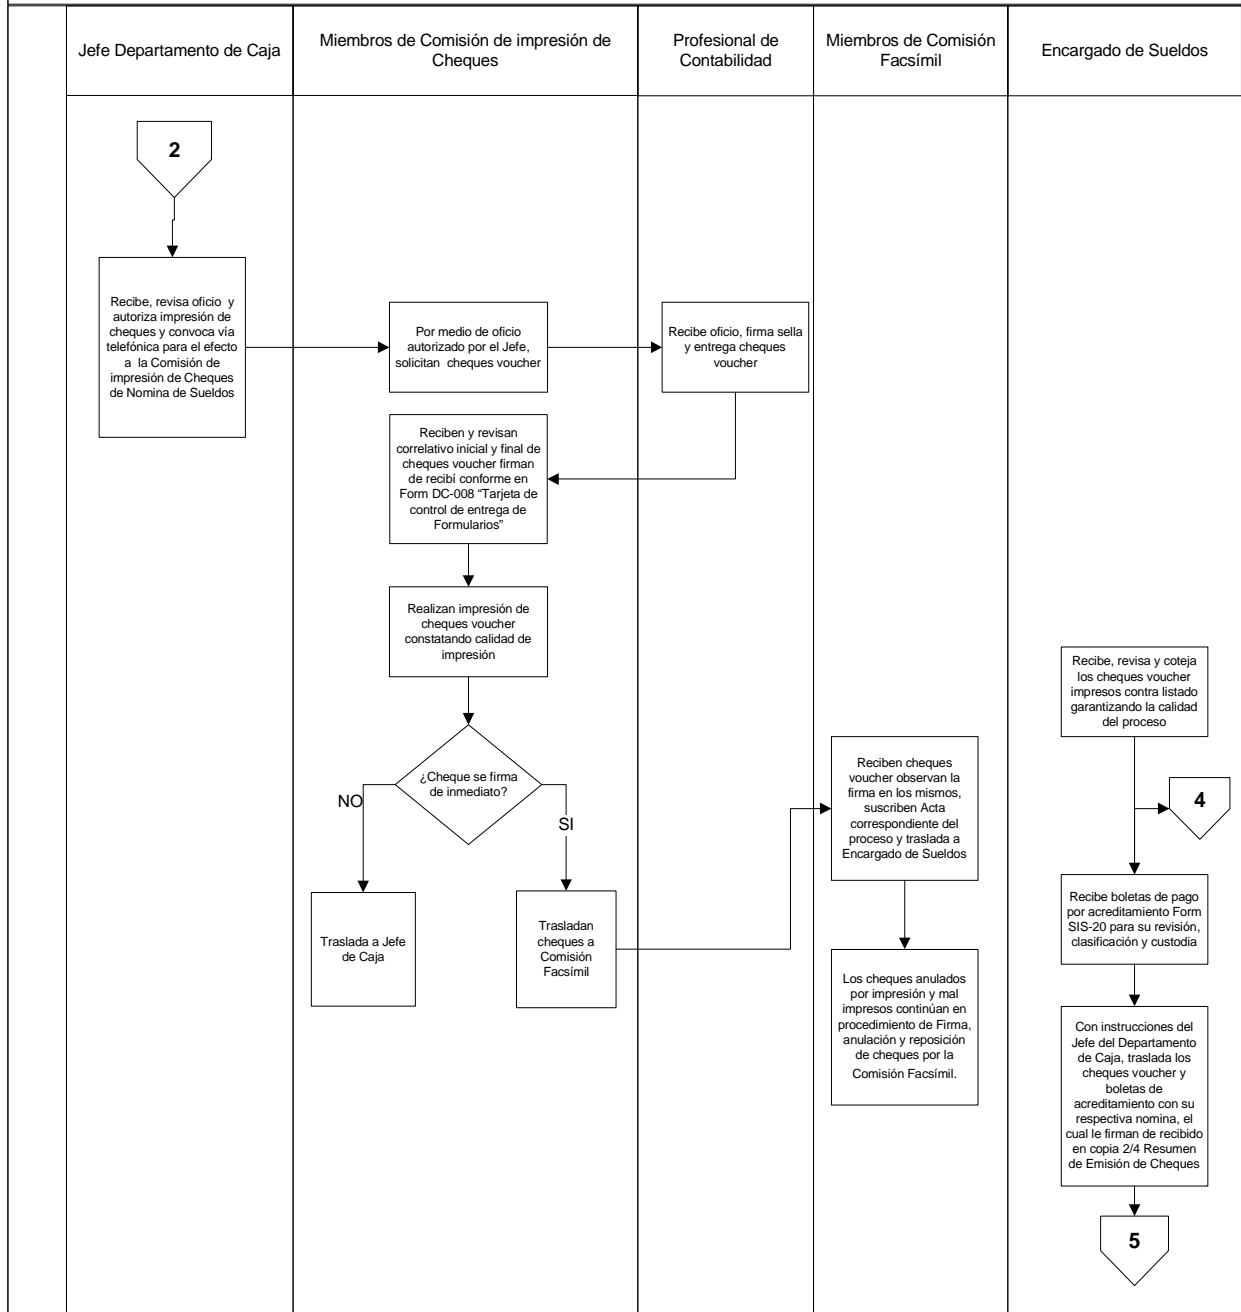 Jefe Departamento de Caja
Miembros de Comisión de impresión de
Cheques
Profesional de
Contabilidad
Miembros de Comisión
Facsímil
Encargado de Sueldos
2
Recibe, revisa oficio y
autoriza impresión de
cheques y convoca vía
telefónica para el efecto
a la Comisión de
impresión de Cheques
de Nomina de Sueldos
Por medio de oficio
autorizado por el Jefe,
solicitan cheques voucher
Recibe oficio, firma sella
y entrega cheques
voucher
Reciben y revisan
correlativo inicial y final de
cheques voucher firman
de recibí conforme en
Form DC-008 “Tarjeta de
control de entrega de
Formularios”
Realizan impresión de
cheques voucher
constatando calidad de
impresión
¿Cheque se firma
de inmediato?
NO
SI
Traslada a Jefe
de Caja
Trasladan
cheques a
Comisión
Facsímil
Reciben cheques
voucher observan la
firma en los mismos,
suscriben Acta
correspondiente del
proceso y traslada a
Encargado de Sueldos
Los cheques anulados
por impresión y mal
impresos continúan en
procedimiento de Firma,
anulación y reposición
de cheques por la
Comisión Facsímil.
Recibe, revisa y coteja
los cheques voucher
impresos contra listado
garantizando la calidad
del proceso
4
Recibe boletas de pago
por acreditamiento Form
SIS-20 para su revisión,
clasificación y custodia
Con instrucciones del
Jefe del Departamento
de Caja, traslada los
cheques voucher y
boletas de
acreditamiento con su
respectiva nomina, el
cual le firman de recibido
en copia 2/4 Resumen
de Emisión de Cheques
5